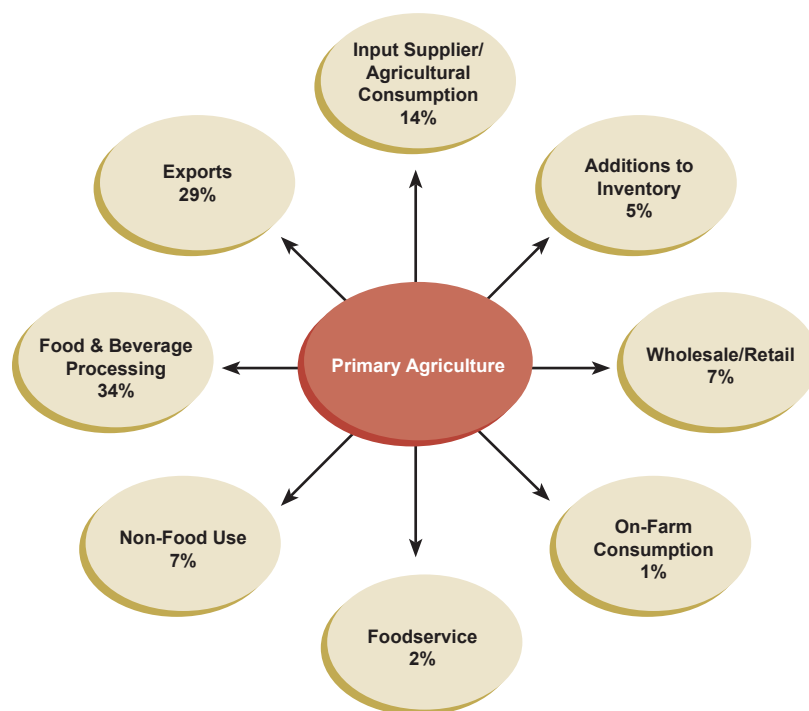 Input Supplier/
Agricultural
Consumption
14%
Exports
29%
Additions to
Inventory
5%
Food & Beverage
Processing
34%
Primary Agriculture
Wholesale/Retail
7%
Non-Food Use
7%
On-Farm
Consumption
1%
Foodservice
2%